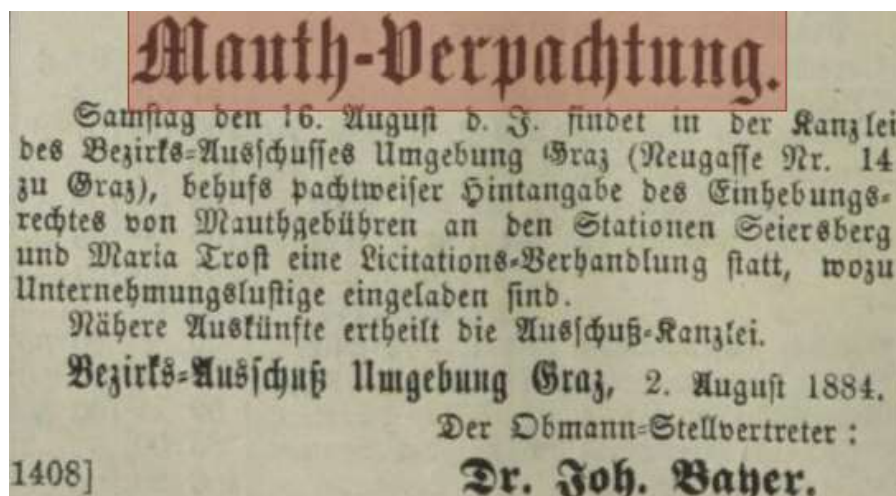 Mauth-Verpachtung.
Samstag den 16. August d. J. findet in der Kanzlei
des Bezirks-Ausschusses Umgebung Graz (Neugasse Nr. 14
zu Graz), behufs pachtweiser Hintangabe des Einhebungs-
rechtes von Mauthgebühren an den Stationen Seiersberg
und Maria Trost eine Licitations-Verhandlung statt, wozu
Unternehmungslustige eingeladen sind.
Nähere Auskünfte ertheilt die Ausschuß-Kanzlei.
Bezirks-Ausschuß Umgebung Graz, 2. August 1884.
Der Obmann-Stellvertreter:
1408] Dr. Joh. Bayer.